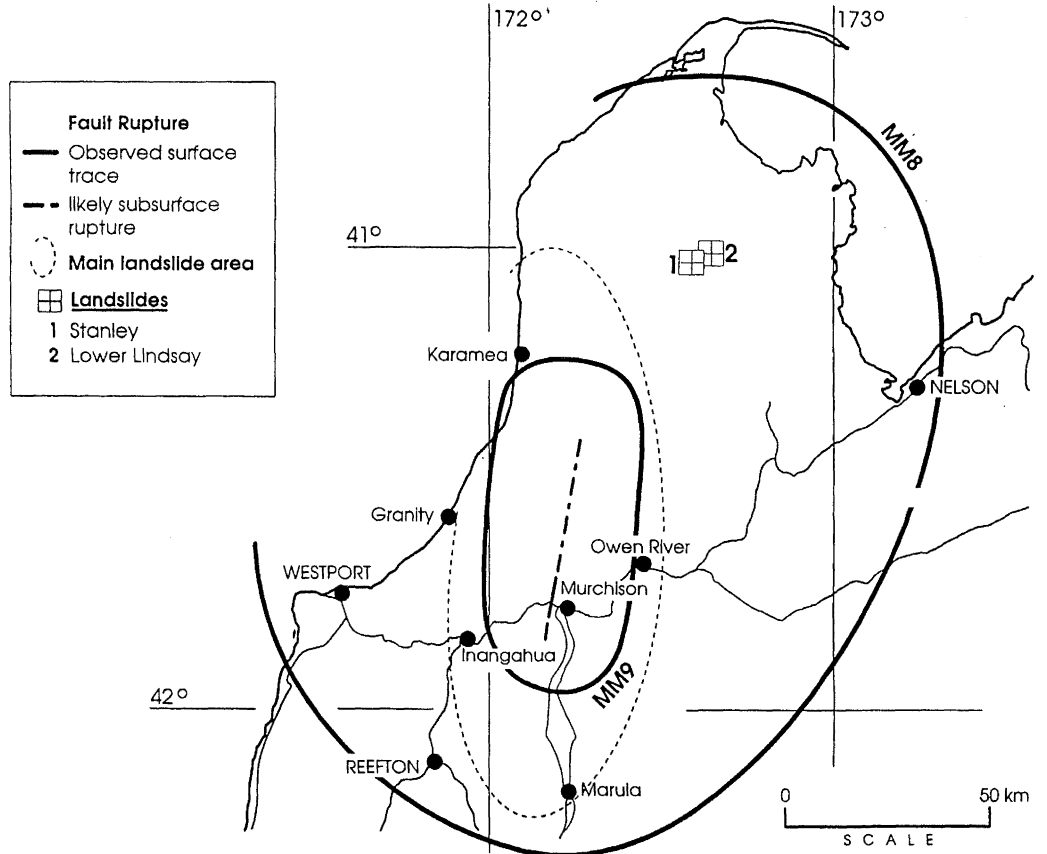 172°
173°
Fault Rupture
Observed surface
trace
likely subsurface
rupture
Main landslide area
Landslides
1 Stanley
2 Lower Lindsay
MM8
41°
1
2
Karamea
NELSON
Granity
Owen River
WESTPORT
Murchison
Inangahua
MM9
42°
REEFTON
Marula
0
50 km
SCALE